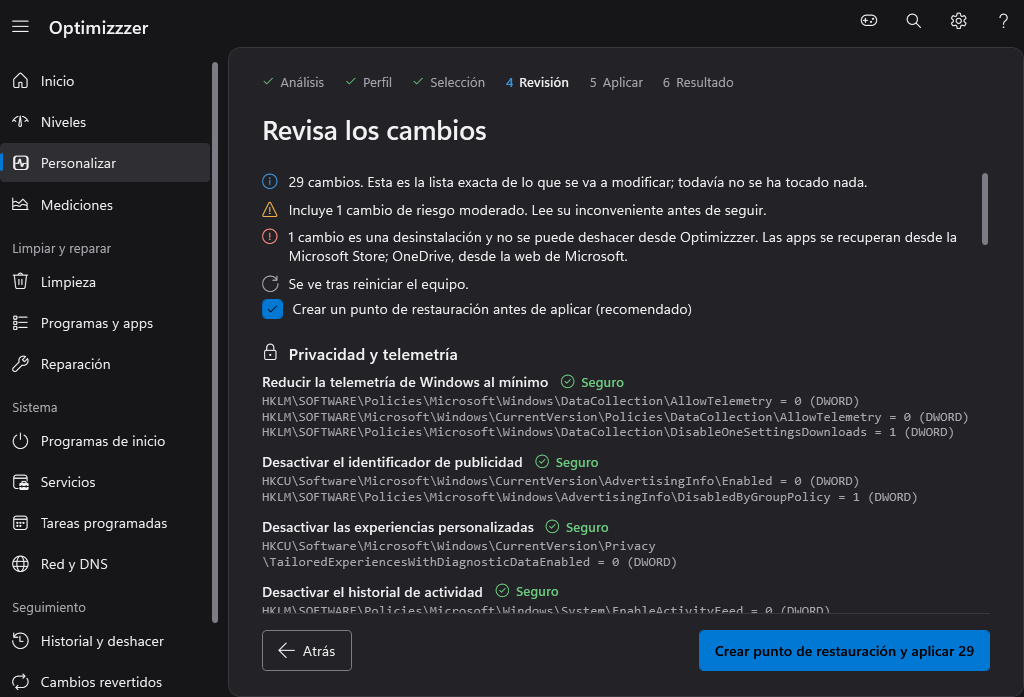 Optimizzzer
Inicio
Niveles
Personalizar
Mediciones
Limpiar y reparar
Limpieza
Programas y apps
Reparación
Sistema
Programas de inicio
Servicios
Tareas programadas
Red y DNS
Seguimiento
Historial y deshacer
Cambios revertidos
Análisis Perfil Selección 4 Revisión 5 Aplicar 6 Resultado
Revisa los cambios
29 cambios. Esta es la lista exacta de lo que se va a modificar; todavía no se ha tocado nada.
Incluye 1 cambio de riesgo moderado. Lee su inconveniente antes de seguir.
1 cambio es una desinstalación y no se puede deshacer desde Optimizzzer. Las apps se recuperan desde la
Microsoft Store; OneDrive, desde la web de Microsoft.
Se ve tras reiniciar el equipo.
Crear un punto de restauración antes de aplicar (recomendado)
Privacidad y telemetría
Reducir la telemetría de Windows al mínimo Seguro
HKLM\SOFTWARE\Policies\Microsoft\Windows\DataCollection\AllowTelemetry = 0 (DWORD)
HKLM\SOFTWARE\Microsoft\Windows\CurrentVersion\Policies\DataCollection\AllowTelemetry = 0 (DWORD)
HKLM\SOFTWARE\Policies\Microsoft\Windows\DataCollection\DisableOneSettingsDownloads = 1 (DWORD)
Desactivar el identificador de publicidad Seguro
HKCU\Software\Microsoft\Windows\CurrentVersion\AdvertisingInfo\Enabled = 0 (DWORD)
HKLM\SOFTWARE\Policies\Microsoft\Windows\AdvertisingInfo\DisabledByGroupPolicy = 1 (DWORD)
Desactivar las experiencias personalizadas Seguro
HKCU\Software\Microsoft\Windows\CurrentVersion\Privacy
\TailoredExperiencesWithDiagnosticDataEnabled = 0 (DWORD)
Desactivar el historial de actividad Seguro
HKLM\SOFTWARE\Policies\Microsoft\Windows\System\EnableActivityFeed = 0 (DWORD)
Atrás
Crear punto de restauración y aplicar 29